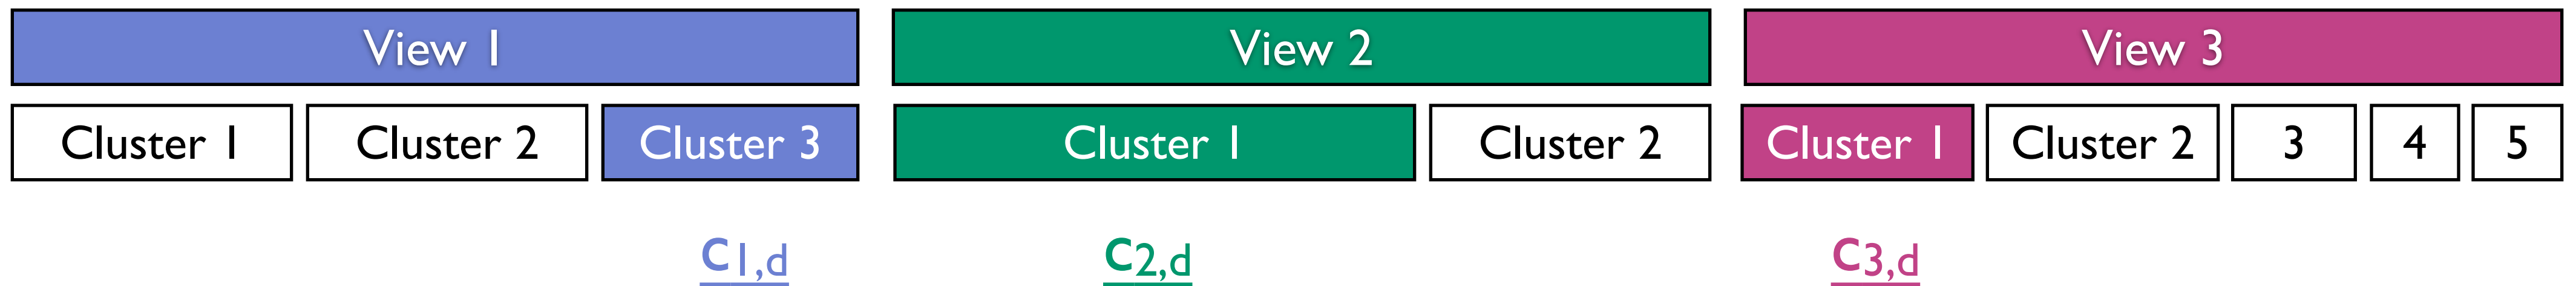 View 1 View 2 View 3
Cluster 1 Cluster 2 Cluster 3 Cluster 1 Cluster 2 Cluster 1 Cluster 2 3 4 5
c1,d c2,d c3,d